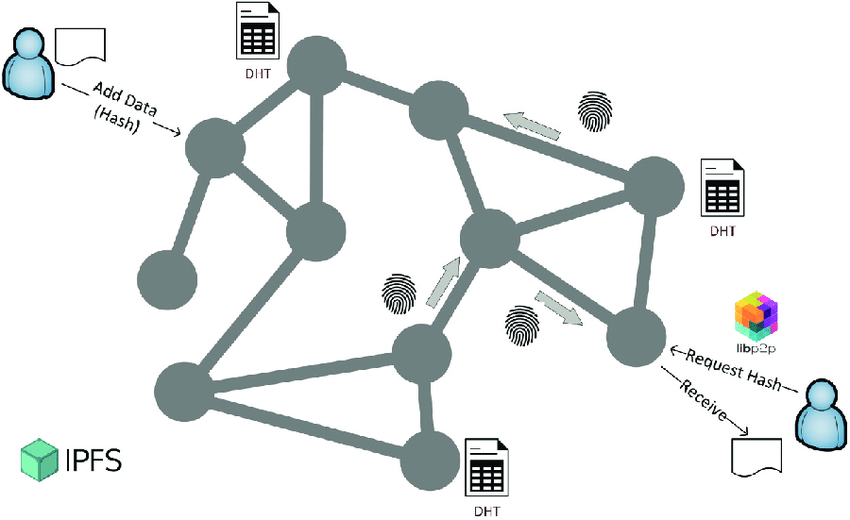 DHT
Add Data
(Hash)
DHT
libp2p
Request Hash
Receive
IPFS
DHT